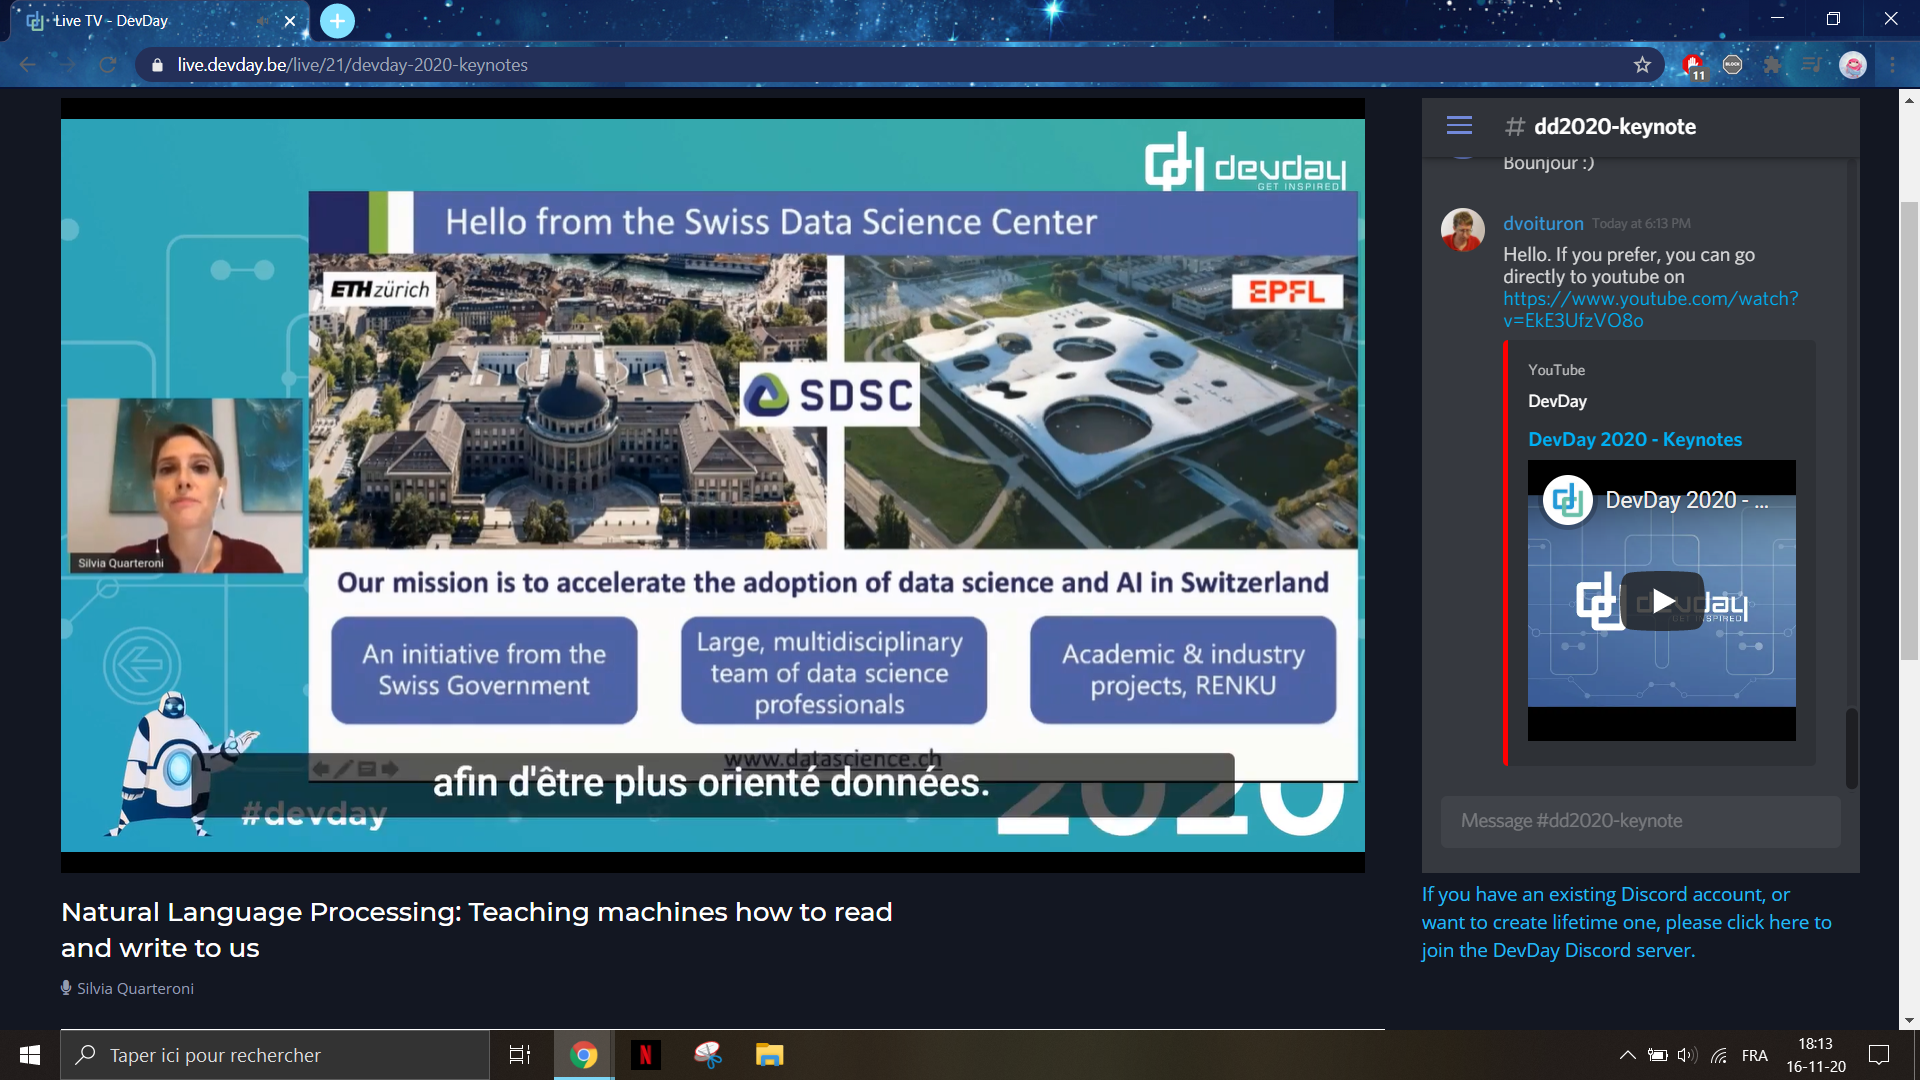 Live TV - DevDay
live.devday.be/live/21/devday-2020-keynotes
11
devday
GET INSPIRED
Hello from the Swiss Data Science Center
ETH zürich
EPFL
SDSC
Silvia Quarteroni
Our mission is to accelerate the adoption of data science and AI in Switzerland
An initiative from the
Swiss Government
Large, multidisciplinary
team of data science
professionals
Academic & industry
projects, RENKU
www.datascience.ch
afin d'être plus orienté données.
#devday
2020
Natural Language Processing: Teaching machines how to read
and write to us
Silvia Quarteroni
# dd2020-keynote
Bounjour :)
dvoituron Today at 6:13 PM
Hello. If you prefer, you can go
directly to youtube on
https://www.youtube.com/watch?
v=EkE3UfzVO8o
YouTube
DevDay
DevDay 2020 - Keynotes
DevDay 2020 - ...
devday
GET INSPIRED
Message #dd2020-keynote
If you have an existing Discord account, or
want to create lifetime one, please click here to
join the DevDay Discord server.
Taper ici pour rechercher
N
FRA
18:13
16-11-20